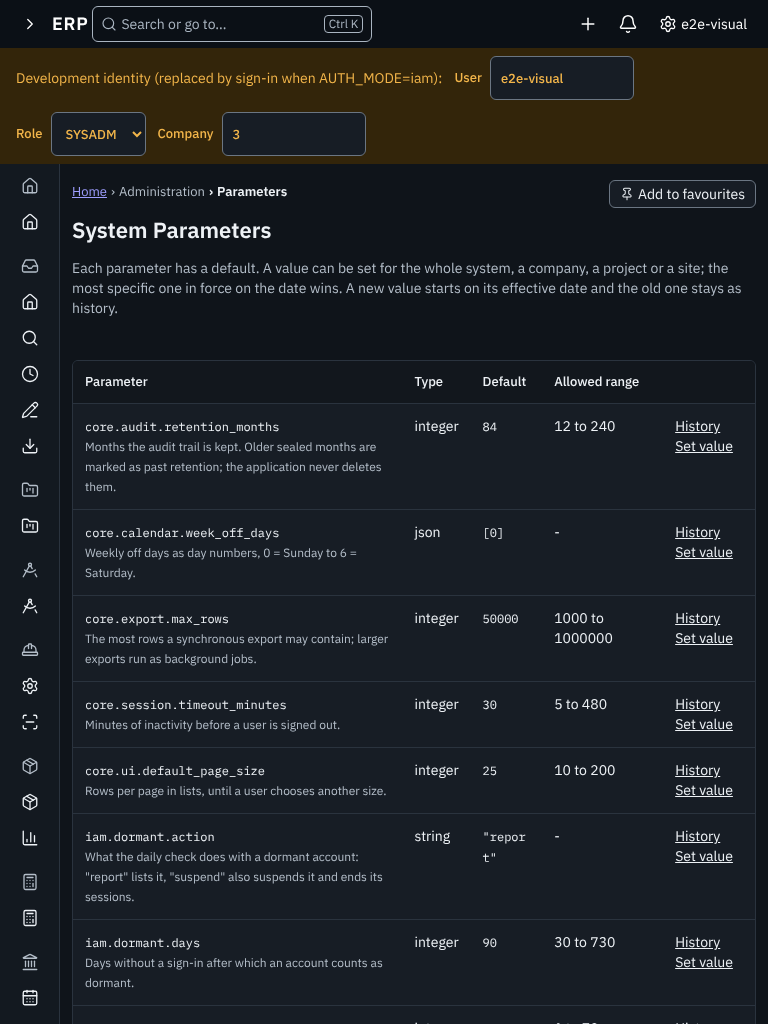 ERP
Search or go to...
Ctrl K
e2e-visual
Development identity (replaced by sign-in when AUTH_MODE=iam): User e2e-visual
Role SYSADM Company 3
Home › Administration › Parameters
Add to favourites
System Parameters
Each parameter has a default. A value can be set for the whole system, a company, a project or a site; the
most specific one in force on the date wins. A new value starts on its effective date and the old one stays as
history.
Parameter Type Default Allowed range
core.audit.retention_months integer 84 12 to 240 History
Months the audit trail is kept. Older sealed months are Set value
marked as past retention; the application never deletes
them.
core.calendar.week_off_days json [0] - History
Weekly off days as day numbers, 0 = Sunday to 6 = Set value
Saturday.
core.export.max_rows integer 50000 1000 to History
The most rows a synchronous export may contain; larger 1000000 Set value
exports run as background jobs.
core.session.timeout_minutes integer 30 5 to 480 History
Minutes of inactivity before a user is signed out. Set value
core.ui.default_page_size integer 25 10 to 200 History
Rows per page in lists, until a user chooses another size. Set value
iam.dormant.action string "repor - History
What the daily check does with a dormant account: t" Set value
"report" lists it, "suspend" also suspends it and ends its
sessions.
iam.dormant.days integer 90 30 to 730 History
Days without a sign-in after which an account counts as Set value
dormant.